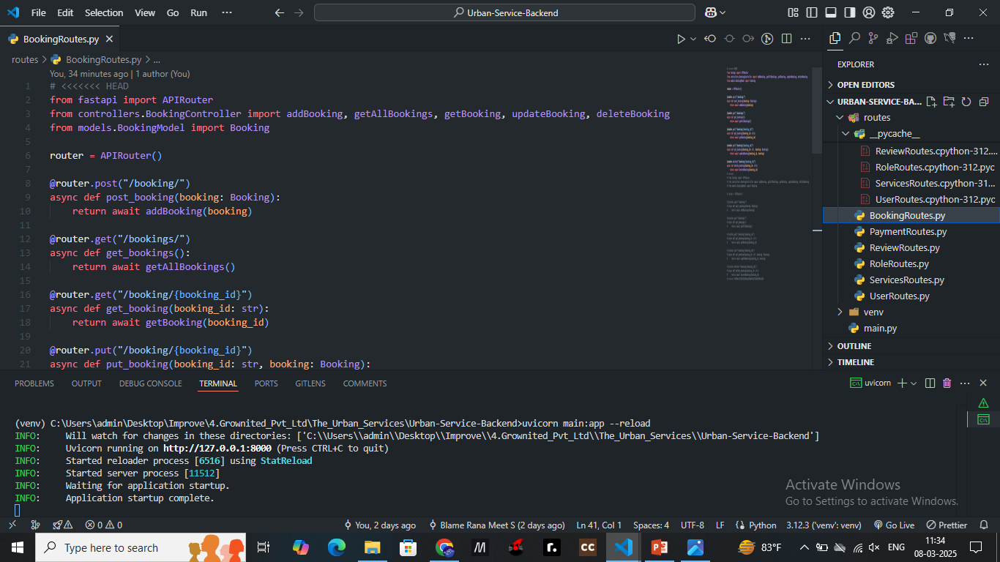 File Edit Selection View Go Run ··· Urban-Service-Backend
BookingRoutes.py
routes > BookingRoutes.py > ...
You, 34 minutes ago | 1 author (You)
1 # <<<<<<< HEAD
2 from fastapi import APIRouter
3 from controllers.BookingController import addBooking, getAllBookings, getBooking, updateBooking, deleteBooking
4 from models.BookingModel import Booking
5
6 router = APIRouter()
7
8 @router.post("/booking/")
9 async def post_booking(booking: Booking):
10 return await addBooking(booking)
11
12 @router.get("/bookings/")
13 async def get_bookings():
14 return await getAllBookings()
15
16 @router.get("/booking/{booking_id}")
17 async def get_booking(booking_id: str):
18 return await getBooking(booking_id)
19
20 @router.put("/booking/{booking_id}")
21 async def put_booking(booking_id: str, booking: Booking):
EXPLORER
OPEN EDITORS
URBAN-SERVICE-BA...
routes
__pycache__
ReviewRoutes.cpython-312....
RoleRoutes.cpython-312.pyc
ServicesRoutes.cpython-31...
UserRoutes.cpython-312.pyc
BookingRoutes.py
PaymentRoutes.py
ReviewRoutes.py
RoleRoutes.py
ServicesRoutes.py
UserRoutes.py
venv
main.py
OUTLINE
TIMELINE
PROBLEMS OUTPUT DEBUG CONSOLE TERMINAL PORTS GITLENS COMMENTS uvicorn
(venv) C:\Users\admin\Desktop\Improve\4.Grownited_Pvt_Ltd\The_Urban_Services\Urban-Service-Backend>uvicorn main:app --reload
INFO: Will watch for changes in these directories: ['C:\\Users\\admin\\Desktop\\Improve\\4.Grownited_Pvt_Ltd\\The_Urban_Services\\Urban-Service-Backend']
INFO: Uvicorn running on http://127.0.0.1:8000 (Press CTRL+C to quit)
INFO: Started reloader process [6516] using StatReload
INFO: Started server process [11512]
INFO: Waiting for application startup.
INFO: Application startup complete.
Activate Windows
Go to Settings to activate Windows.
0 0 You, 2 days ago Blame Rana Meet S (2 days ago) Ln 41, Col 1 Spaces: 4 UTF-8 LF Python 3.12.3 ('venv': venv) Go Live Prettier
Type here to search M r. CC 83°F ENG 11:34
08-03-2025